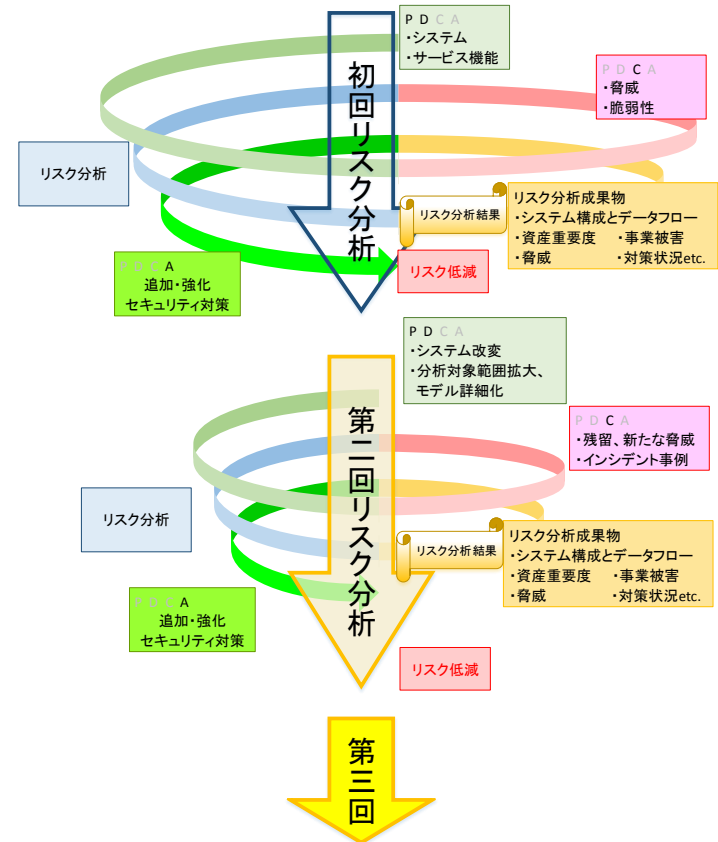 P D C A
・システム
・サービス機能
初回リスク分析
P D C A
・脅威
・脆弱性
リスク分析
リスク分析結果
リスク分析成果物
・システム構成とデータフロー
・資産重要度 ・事業被害
・脅威 ・対策状況etc.
P D C A
追加・強化
セキュリティ対策
リスク低減
P D C A
・システム改変
・分析対象範囲拡大、
モデル詳細化
第二回リスク分析
P D C A
・残留、新たな脅威
・インシデント事例
リスク分析
リスク分析結果
リスク分析成果物
・システム構成とデータフロー
・資産重要度 ・事業被害
・脅威 ・対策状況etc.
P D C A
追加・強化
セキュリティ対策
リスク低減
第三回